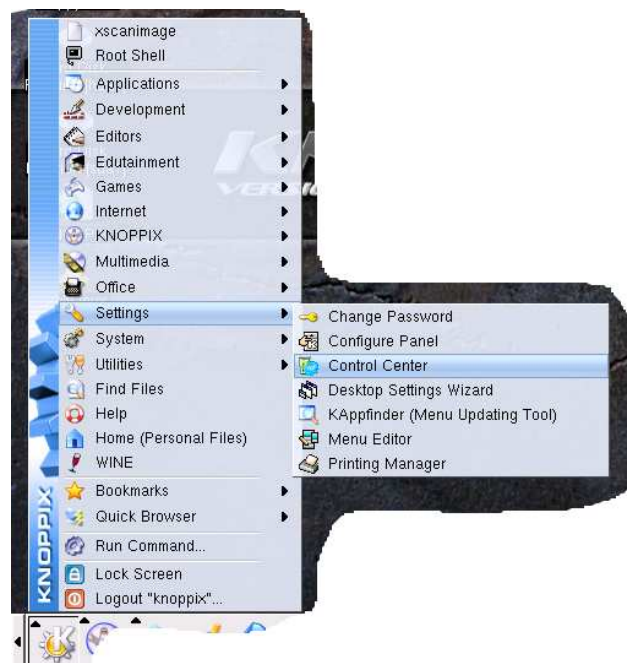 xscanimage
Root Shell
Applications
Development
Editors
Edutainment
Games
Internet
KNOPPIX
Multimedia
Office
Settings
System
Utilities
Find Files
Help
Home (Personal Files)
WINE
Bookmarks
Quick Browser
Run Command...
Lock Screen
Logout "knoppix"...
KNOPPIX
Change Password
Configure Panel
Control Center
Desktop Settings Wizard
KAppfinder (Menu Updating Tool)
Menu Editor
Printing Manager